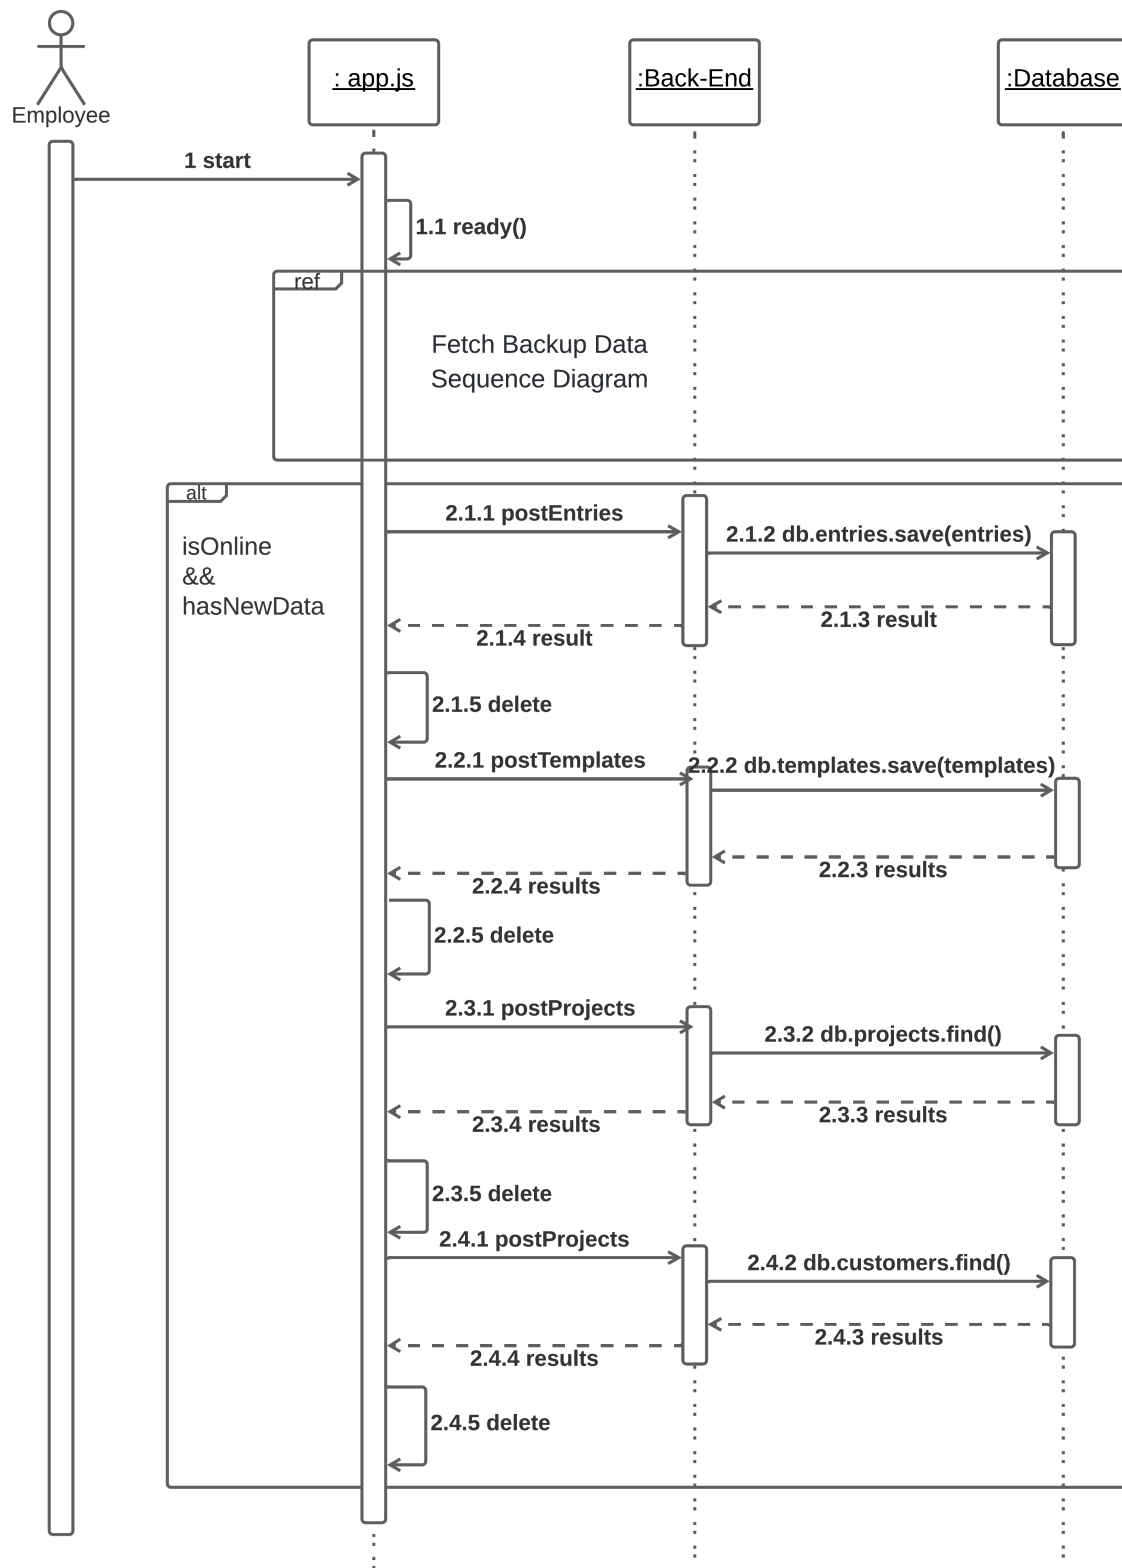 Employee
: app.js
:Back-End
:Database
1 start
1.1 ready()
ref
Fetch Backup Data
Sequence Diagram
alt
isOnline
&&
hasNewData
2.1.1 postEntries
2.1.2 db.entries.save(entries)
2.1.3 result
2.1.4 result
2.1.5 delete
2.2.1 postTemplates
2.2.2 db.templates.save(templates)
2.2.3 results
2.2.4 results
2.2.5 delete
2.3.1 postProjects
2.3.2 db.projects.find()
2.3.3 results
2.3.4 results
2.3.5 delete
2.4.1 postProjects
2.4.2 db.customers.find()
2.4.3 results
2.4.4 results
2.4.5 delete